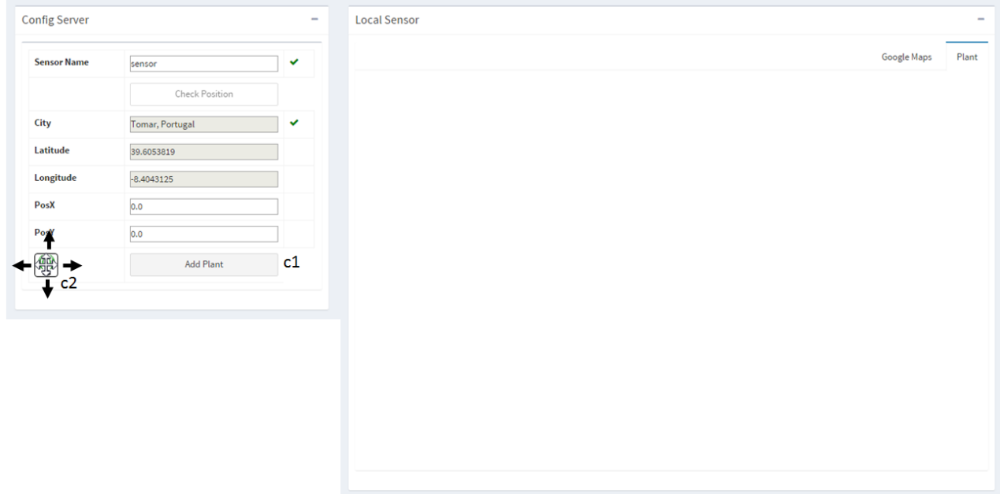 Config Server
Sensor Name sensor
Check Position
City Tomar, Portugal
Latitude 39.6053819
Longitude -8.4043125
PosX 0.0
PosY 0.0
Add Plant c1
c2
Local Sensor
Google Maps Plant